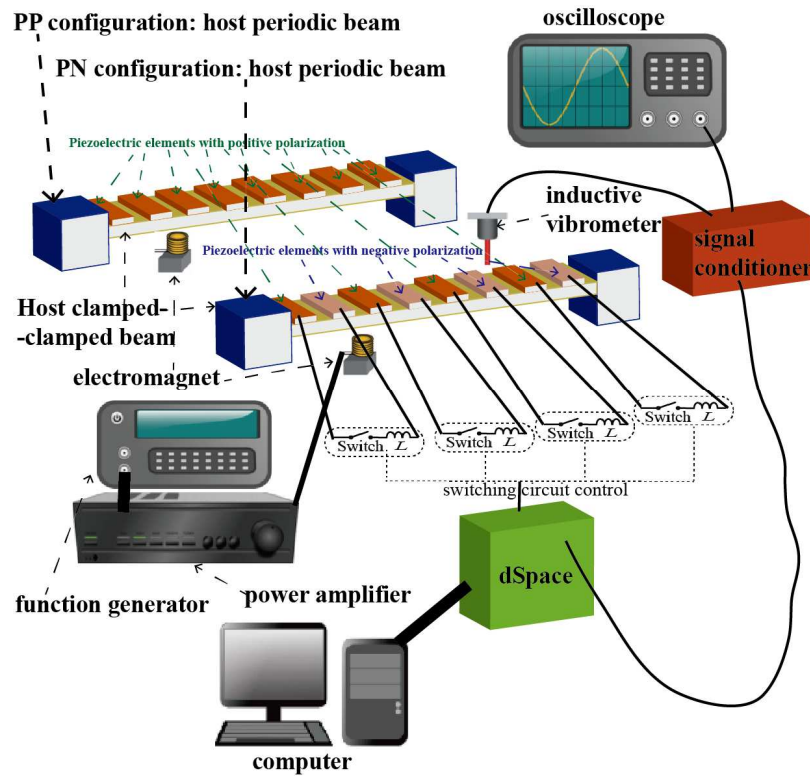 PP configuration: host periodic beam
oscilloscope
PN configuration: host periodic beam
Piezoelectric elements with positive polarization
inductive
vibrometer
Piezoelectric elements with negative polarization
signal
conditioner
Host clamped-
-clamped beam
electromagnet
Switch L
Switch L
Switch L
Switch L
switching circuit control
dSpace
function generator
power amplifier
computer